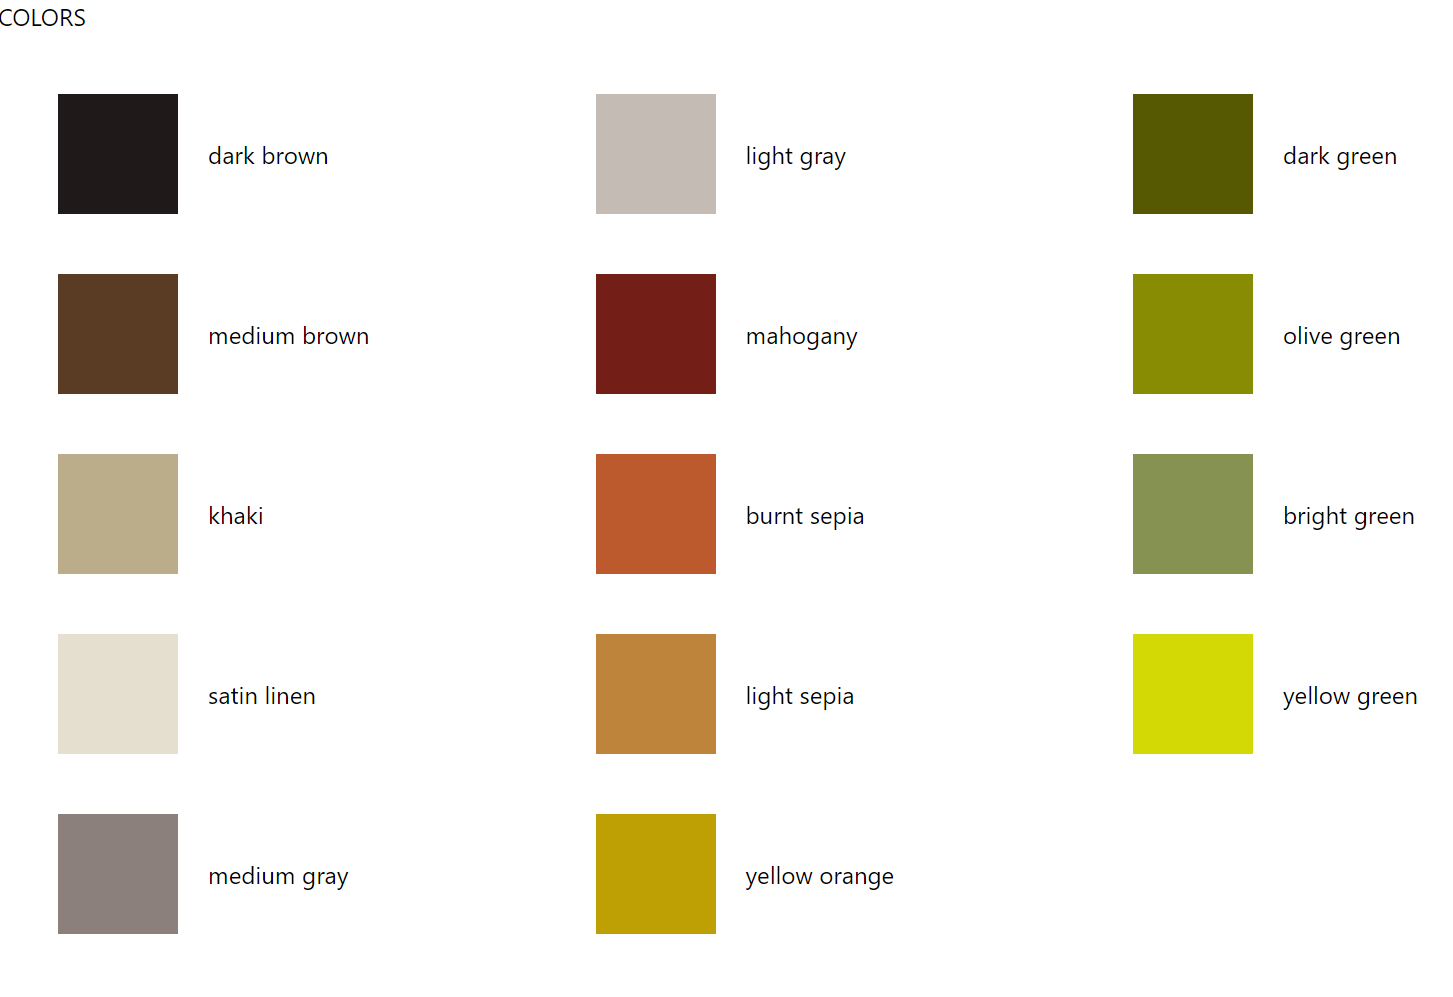 COLORS
dark brown
medium brown
khaki
satin linen
medium gray
light gray
mahogany
burnt sepia
light sepia
yellow orange
dark green
olive green
bright green
yellow green